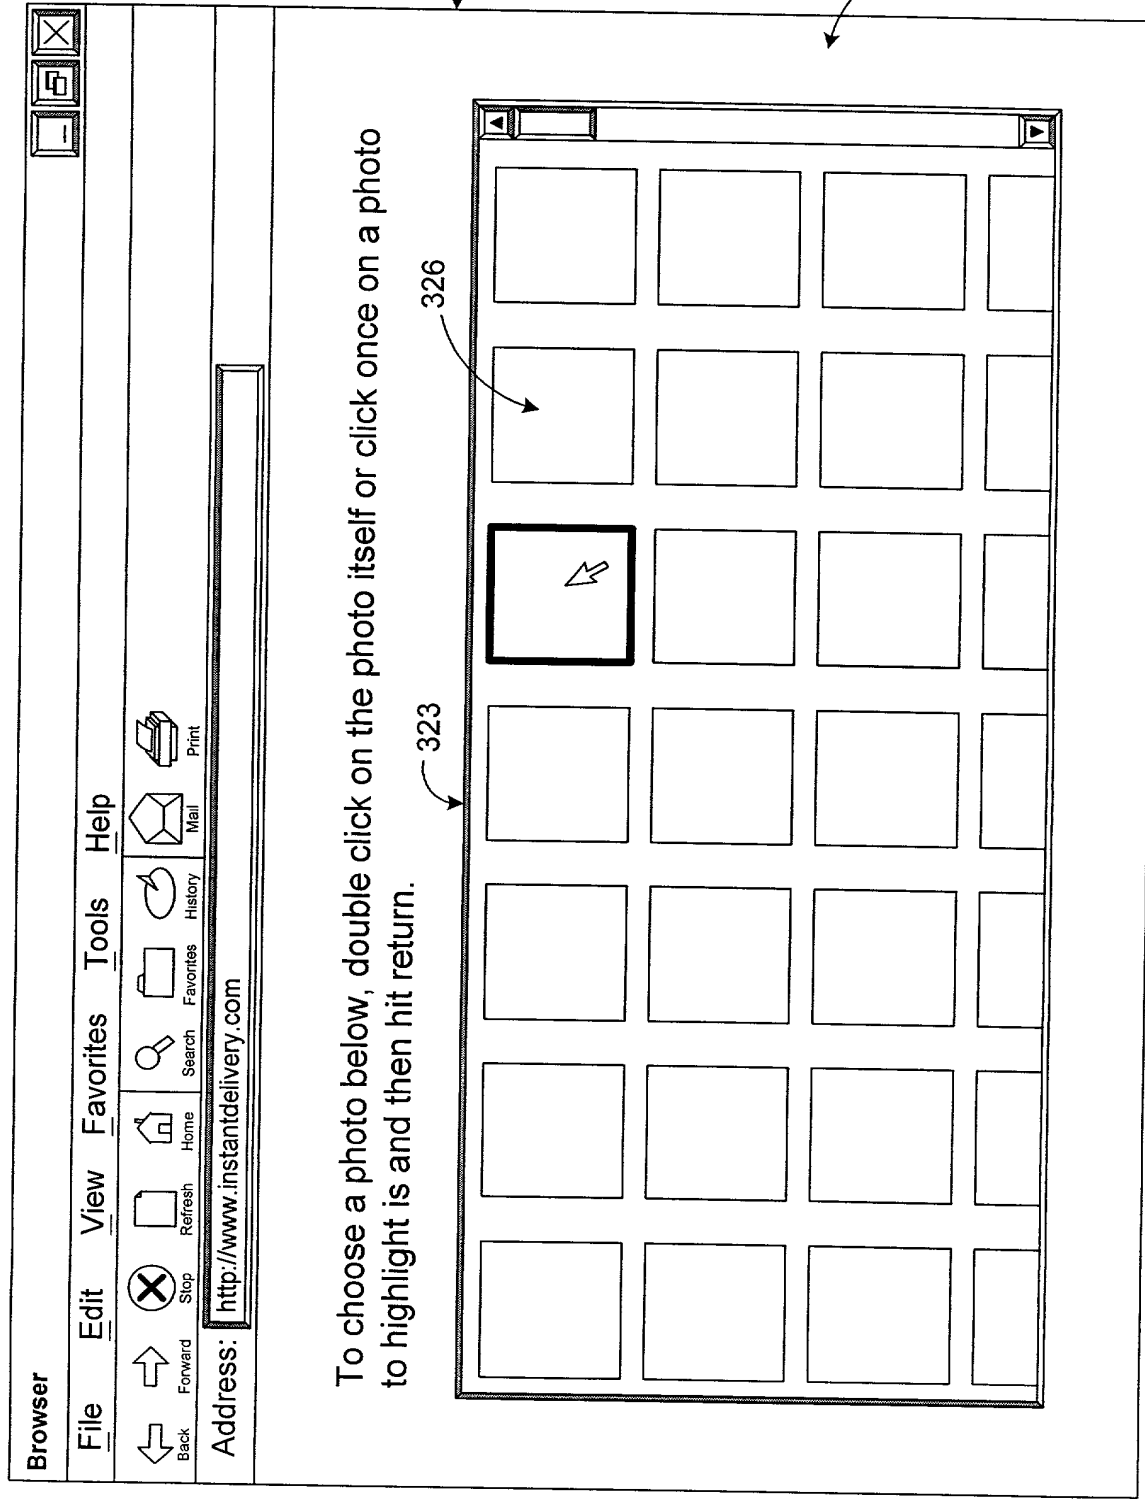 Browser
File Edit View Favorites Tools Help
Back Forward Stop Refresh Home Search Favorites History Mail Print
Address: http://www.instantdelivery.com
To choose a photo below, double click on the photo itself or click once on a photo
to highlight is and then hit return.
323
326